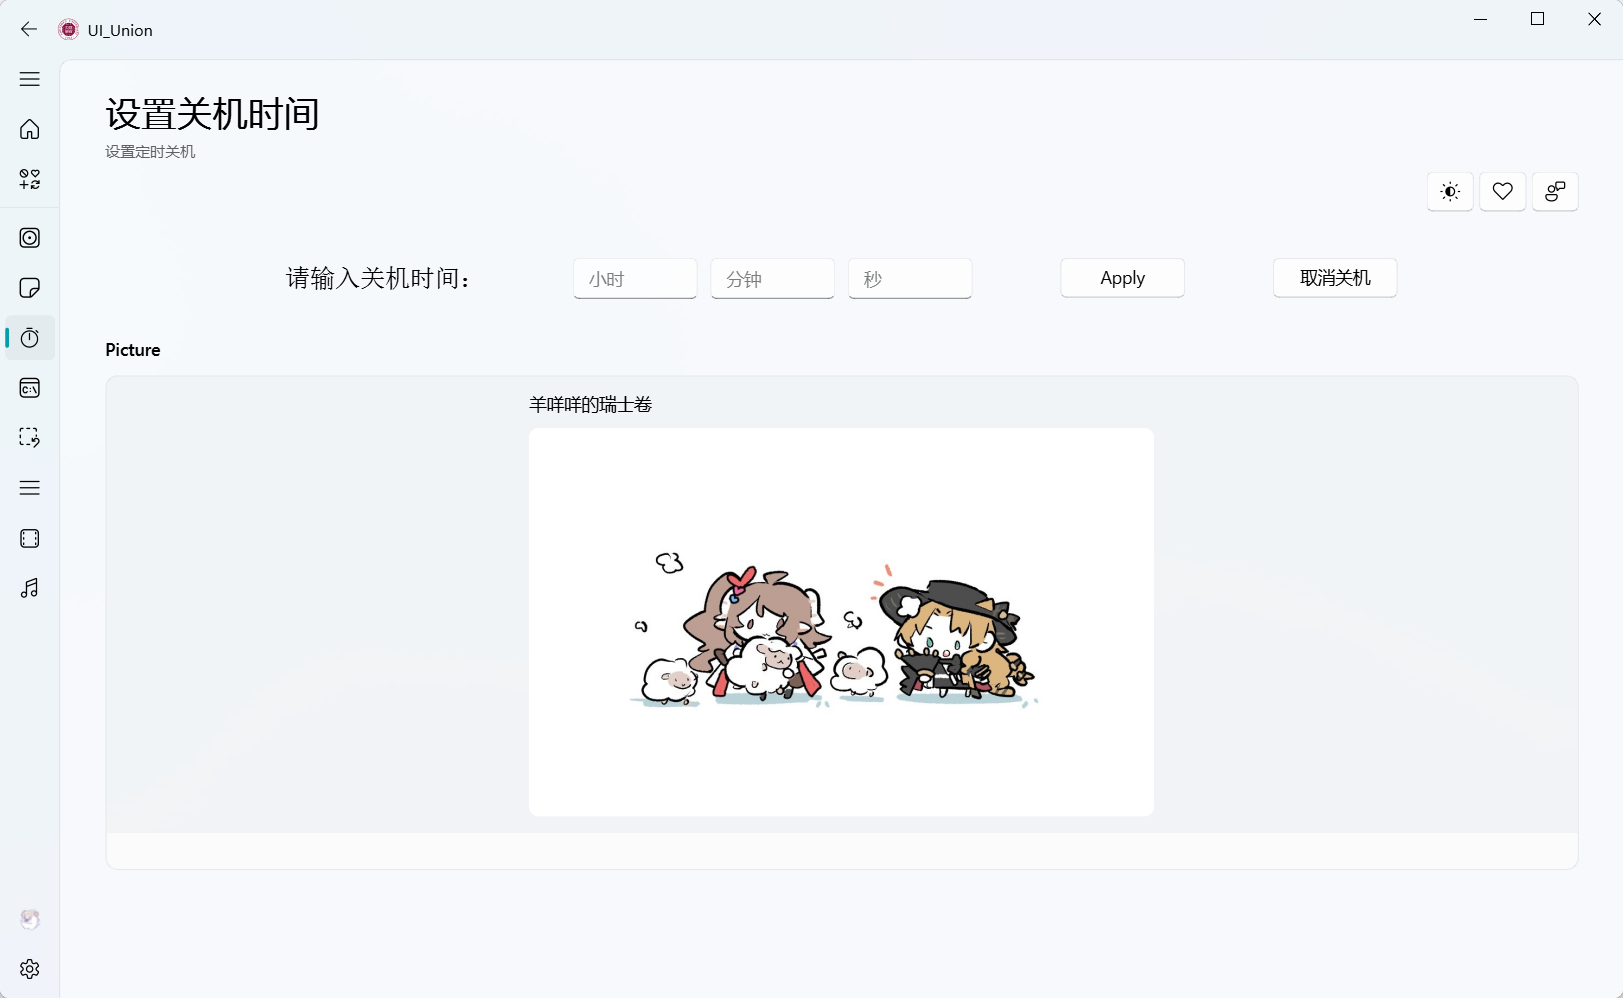 UI_Union
设置关机时间
设置定时关机
请输入关机时间：
小时
分钟
秒
Apply
取消关机
C:\
Picture
羊咩咩的瑞士卷